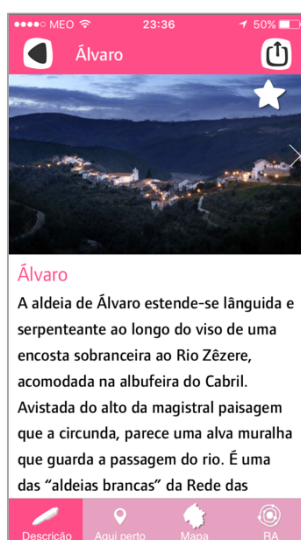 MEO 23:36 50%
Álvaro
Álvaro
A aldeia de Álvaro estende-se lânguida e
serpenteante ao longo do viso de uma
encosta sobranceira ao Rio Zêzere,
acomodada na albufeira do Cabril.
Avistada do alto da magistral paisagem
que a circunda, parece uma alva muralha
que guarda a passagem do rio. É uma
das “aldeias brancas” da Rede das
Descrição Aqui perto Mapa RA